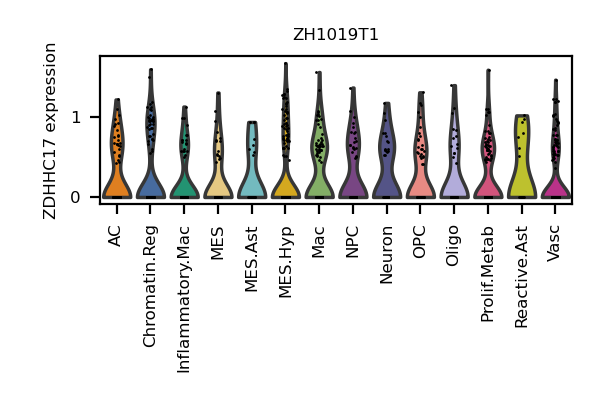 ZH1019T1
ZDHHC17 expression
1
0
AC
Chromatin.Reg
Inflammatory.Mac
MES
MES.Ast
MES.Hyp
Mac
NPC
Neuron
OPC
Oligo
Prolif.Metab
Reactive.Ast
Vasc